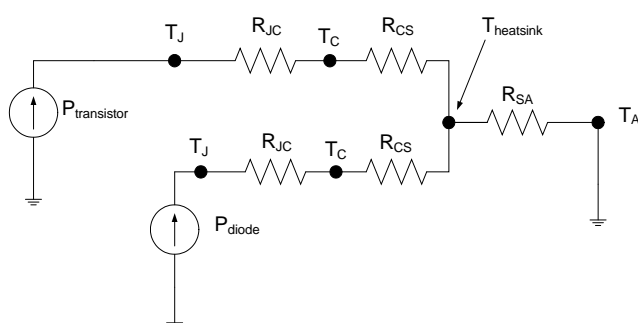 T_J
R_JC
T_C
R_CS
T_heatsink
P_transistor
R_SA
T_A
T_J
R_JC
T_C
R_CS
P_diode